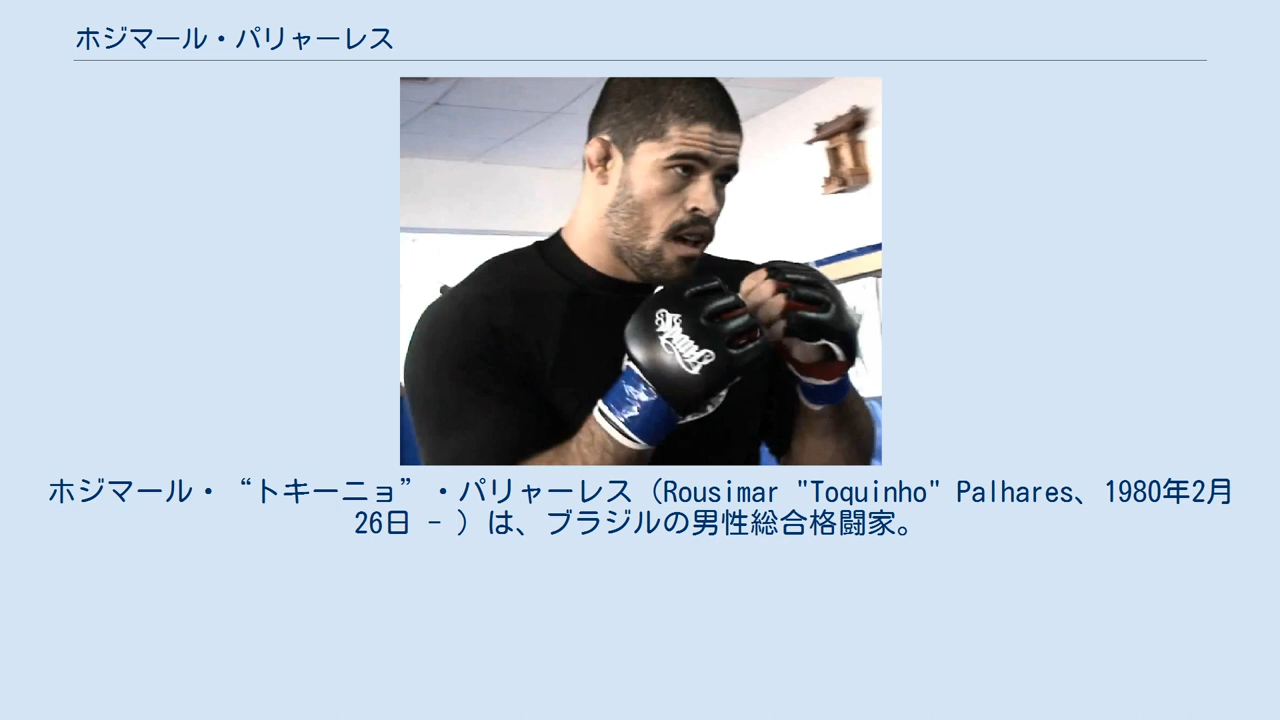 ホジマール・パリャーレス
ホジマール・“トキーニョ”・パリャーレス（Rousimar "Toquinho" Palhares、1980年2月
26日 - ）は、ブラジルの男性総合格闘家。